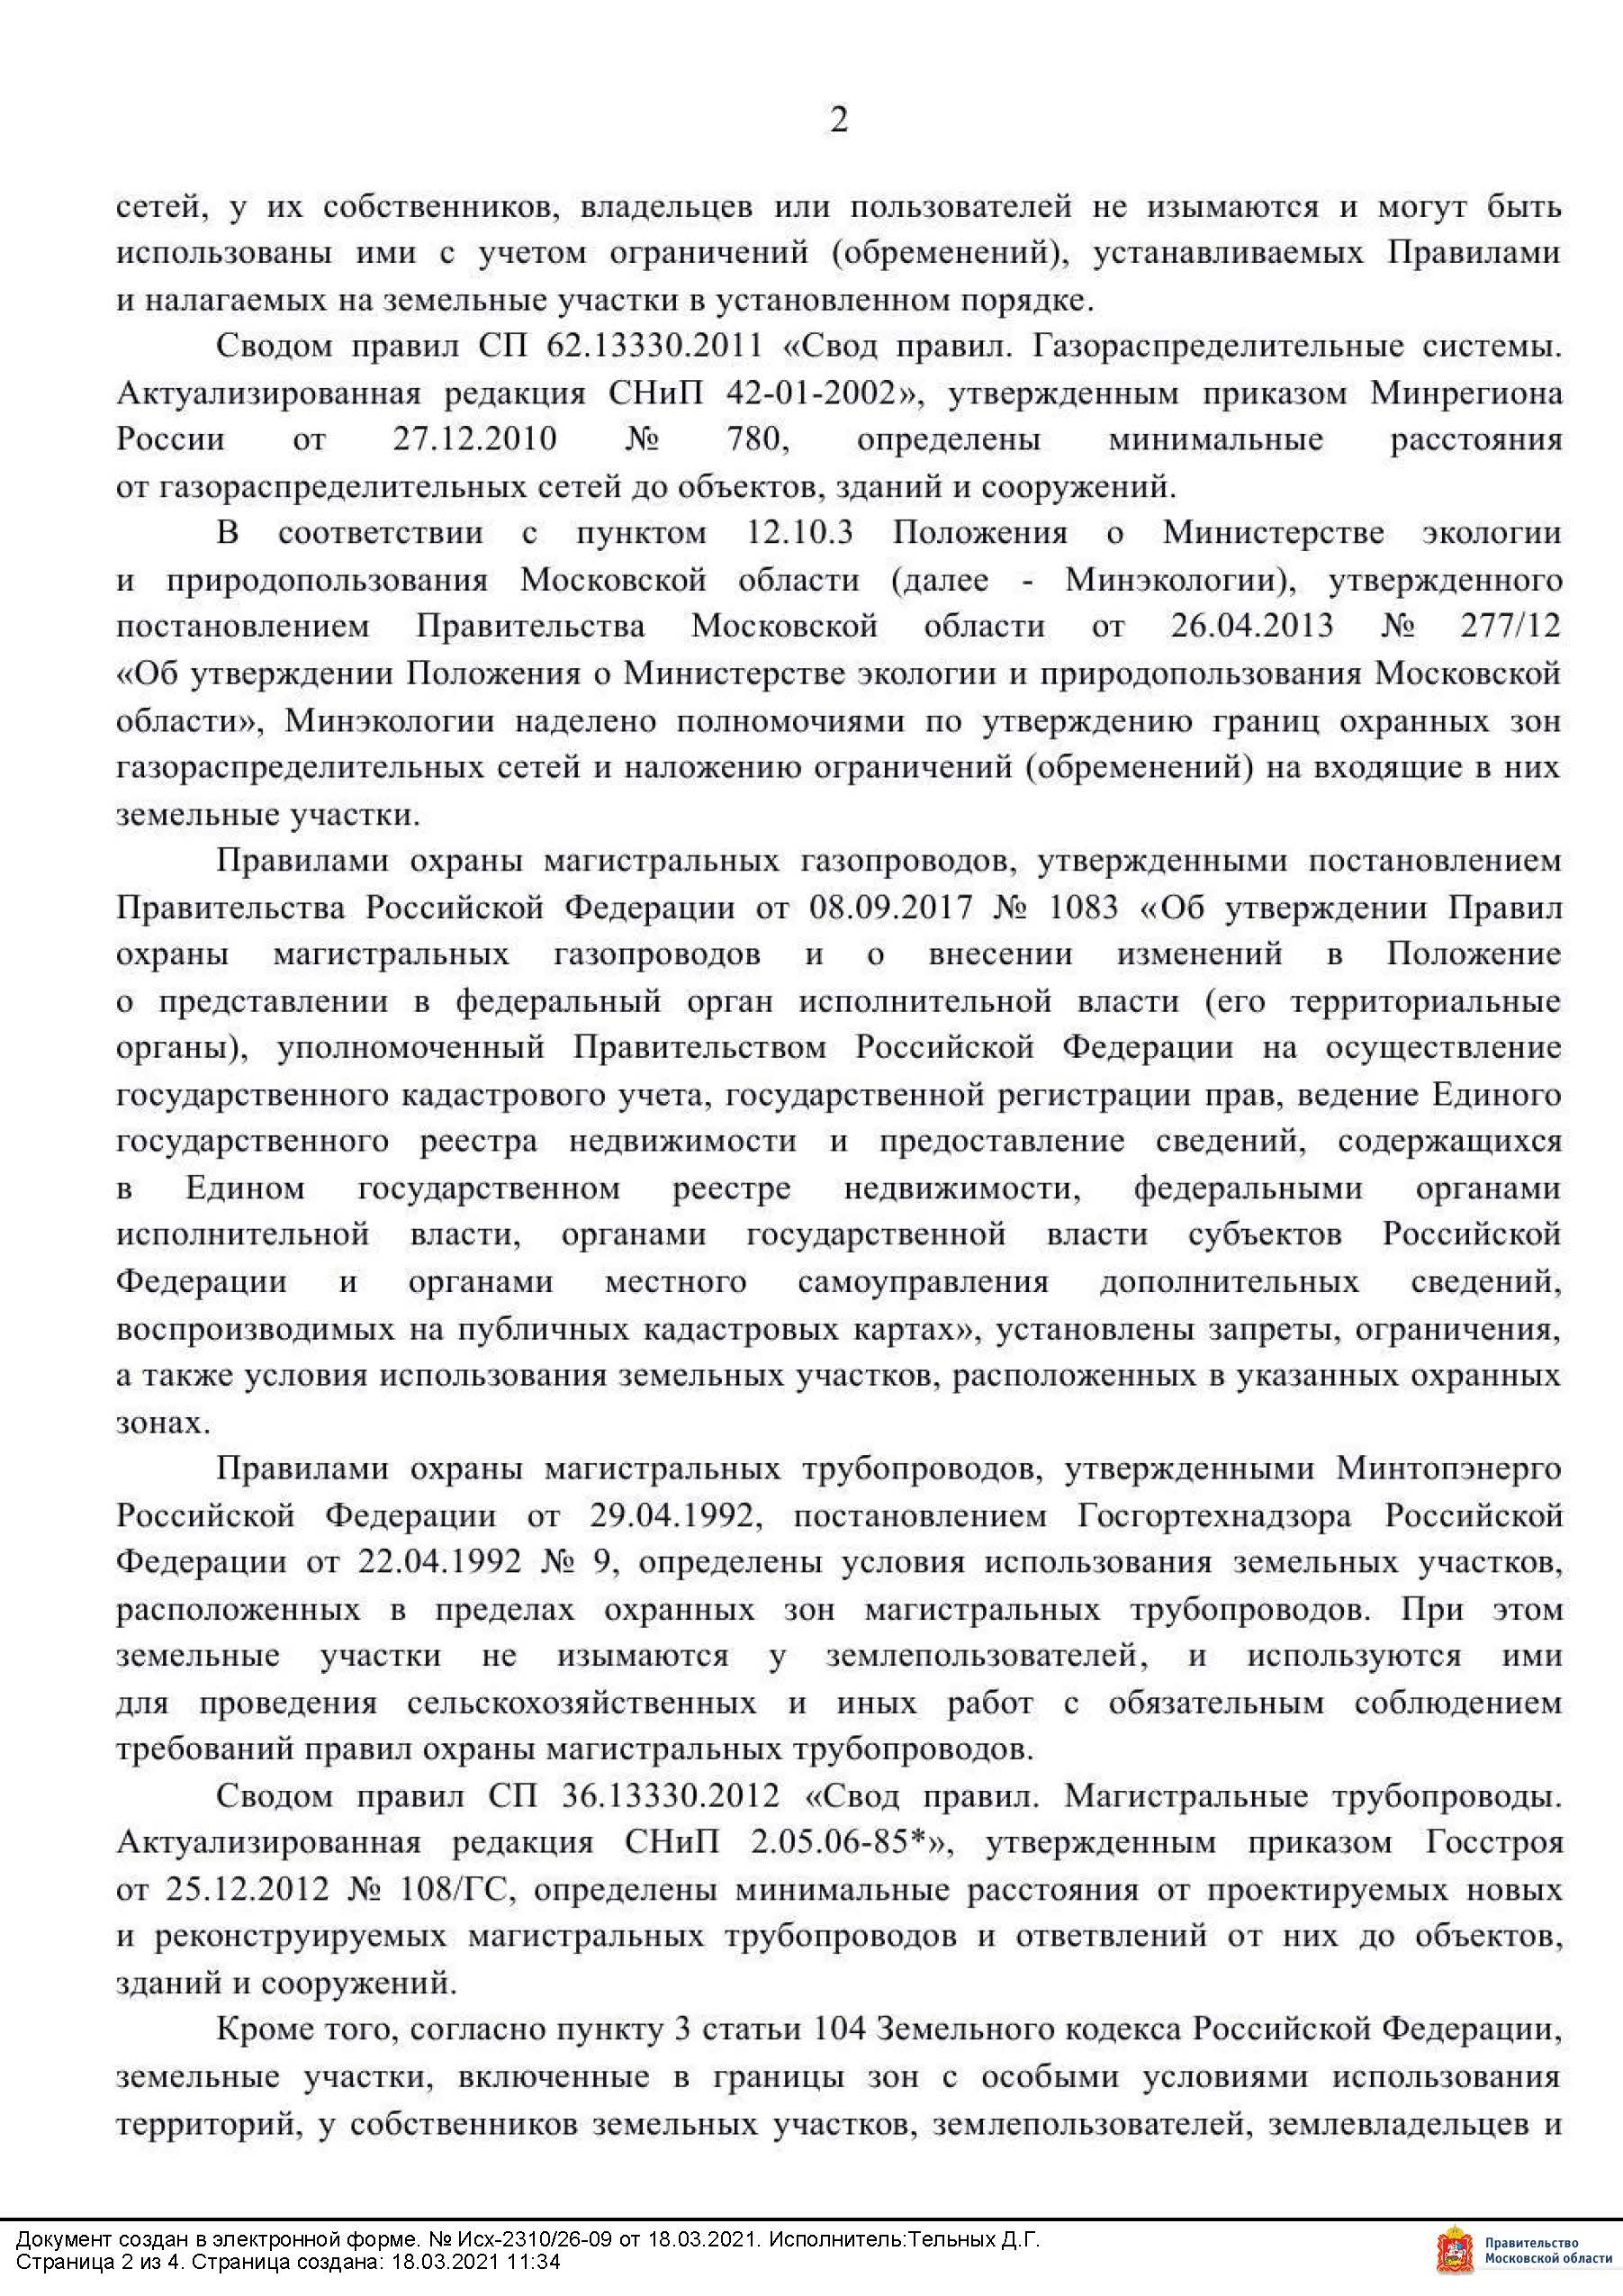 2
сетей, у их собственников, владельцев или пользователей не изымаются и могут быть
использованы ими с учетом ограничений (обременений), устанавливаемых Правилами
и налагаемых на земельные участки в установленном порядке.
Сводом правил СП 62.13330.2011 «Свод правил. Газораспределительные системы.
Актуализированная редакция СНиП 42-01-2002», утвержденным приказом Минрегиона
России от 27.12.2010 № 780, определены минимальные расстояния
от газораспределительных сетей до объектов, зданий и сооружений.
В соответствии с пунктом 12.10.3 Положения о Министерстве экологии
и природопользования Московской области (далее - Минэкологии), утвержденного
постановлением Правительства Московской области от 26.04.2013 № 277/12
«Об утверждении Положения о Министерстве экологии и природопользования Московской
области», Минэкологии наделено полномочиями по утверждению границ охранных зон
газораспределительных сетей и наложению ограничений (обременений) на входящие в них
земельные участки.
Правилами охраны магистральных газопроводов, утвержденными постановлением
Правительства Российской Федерации от 08.09.2017 № 1083 «Об утверждении Правил
охраны магистральных газопроводов и о внесении изменений в Положение
о представлении в федеральный орган исполнительной власти (его территориальные
органы), уполномоченный Правительством Российской Федерации на осуществление
государственного кадастрового учета, государственной регистрации прав, ведение Единого
государственного реестра недвижимости и предоставление сведений, содержащихся
в Едином государственном реестре недвижимости, федеральными органами
исполнительной власти, органами государственной власти субъектов Российской
Федерации и органами местного самоуправления дополнительных сведений,
воспроизводимых на публичных кадастровых картах», установлены запреты, ограничения,
а также условия использования земельных участков, расположенных в указанных охранных
зонах.
Правилами охраны магистральных трубопроводов, утвержденными Минтопэнерго
Российской Федерации от 29.04.1992, постановлением Госгортехнадзора Российской
Федерации от 22.04.1992 № 9, определены условия использования земельных участков,
расположенных в пределах охранных зон магистральных трубопроводов. При этом
земельные участки не изымаются у землепользователей, и используются ими
для проведения сельскохозяйственных и иных работ с обязательным соблюдением
требований правил охраны магистральных трубопроводов.
Сводом правил СП 36.13330.2012 «Свод правил. Магистральные трубопроводы.
Актуализированная редакция СНиП 2.05.06-85*», утвержденным приказом Госстроя
от 25.12.2012 № 108/ГС, определены минимальные расстояния от проектируемых новых
и реконструируемых магистральных трубопроводов и ответвлений от них до объектов,
зданий и сооружений.
Кроме того, согласно пункту 3 статьи 104 Земельного кодекса Российской Федерации,
земельные участки, включенные в границы зон с особыми условиями использования
территорий, у собственников земельных участков, землепользователей, землевладельцев и
Документ создан в электронной форме. № Исх-2310/26-09 от 18.03.2021. Исполнитель:Тельных Д.Г.
Страница 2 из 4. Страница создана: 18.03.2021 11:34
Правительство
Московской области